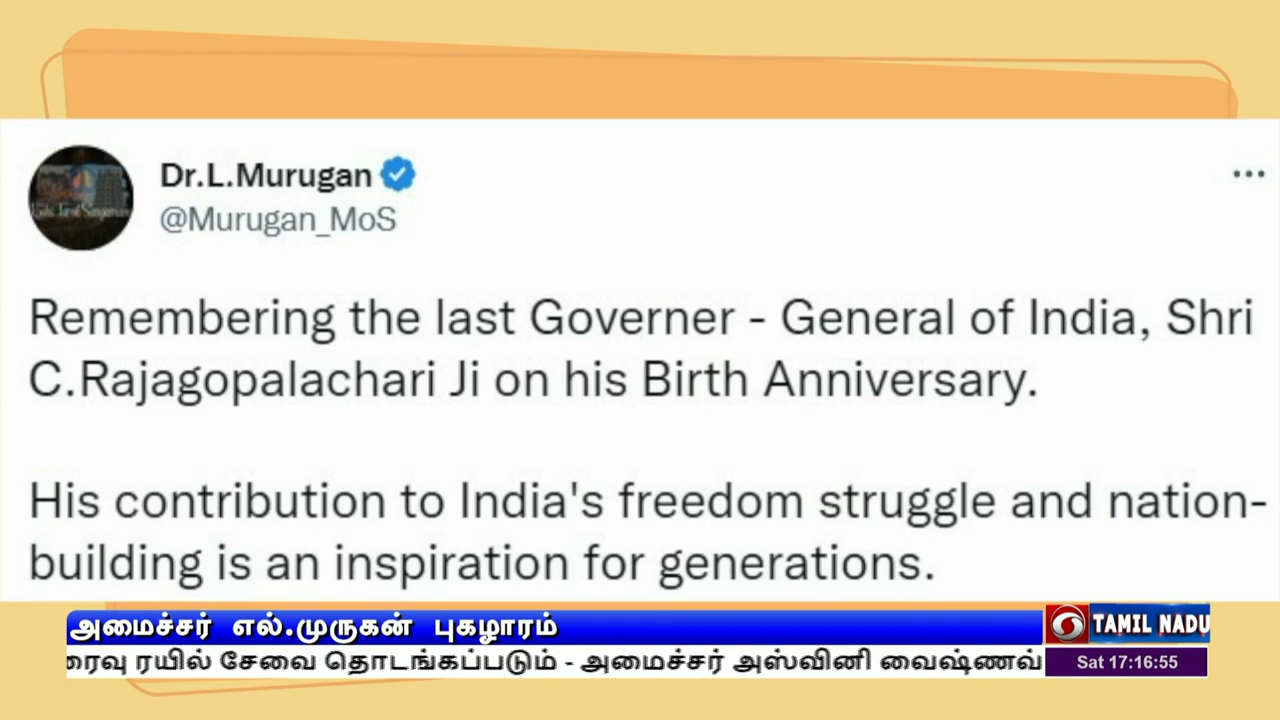 Dr.L.Murugan
@Murugan_MoS
Remembering the last Governer - General of India, Shri
C.Rajagopalachari Ji on his Birth Anniversary.
His contribution to India's freedom struggle and nation-
building is an inspiration for generations.
அமைச்சர் எல்.முருகன் புகழாரம்
TAMIL NADU
ரைவு ரயில் சேவை தொடங்கப்படும் - அமைச்சர் அஸ்வினி வைஷ்ணவ்
Sat 17:16:55